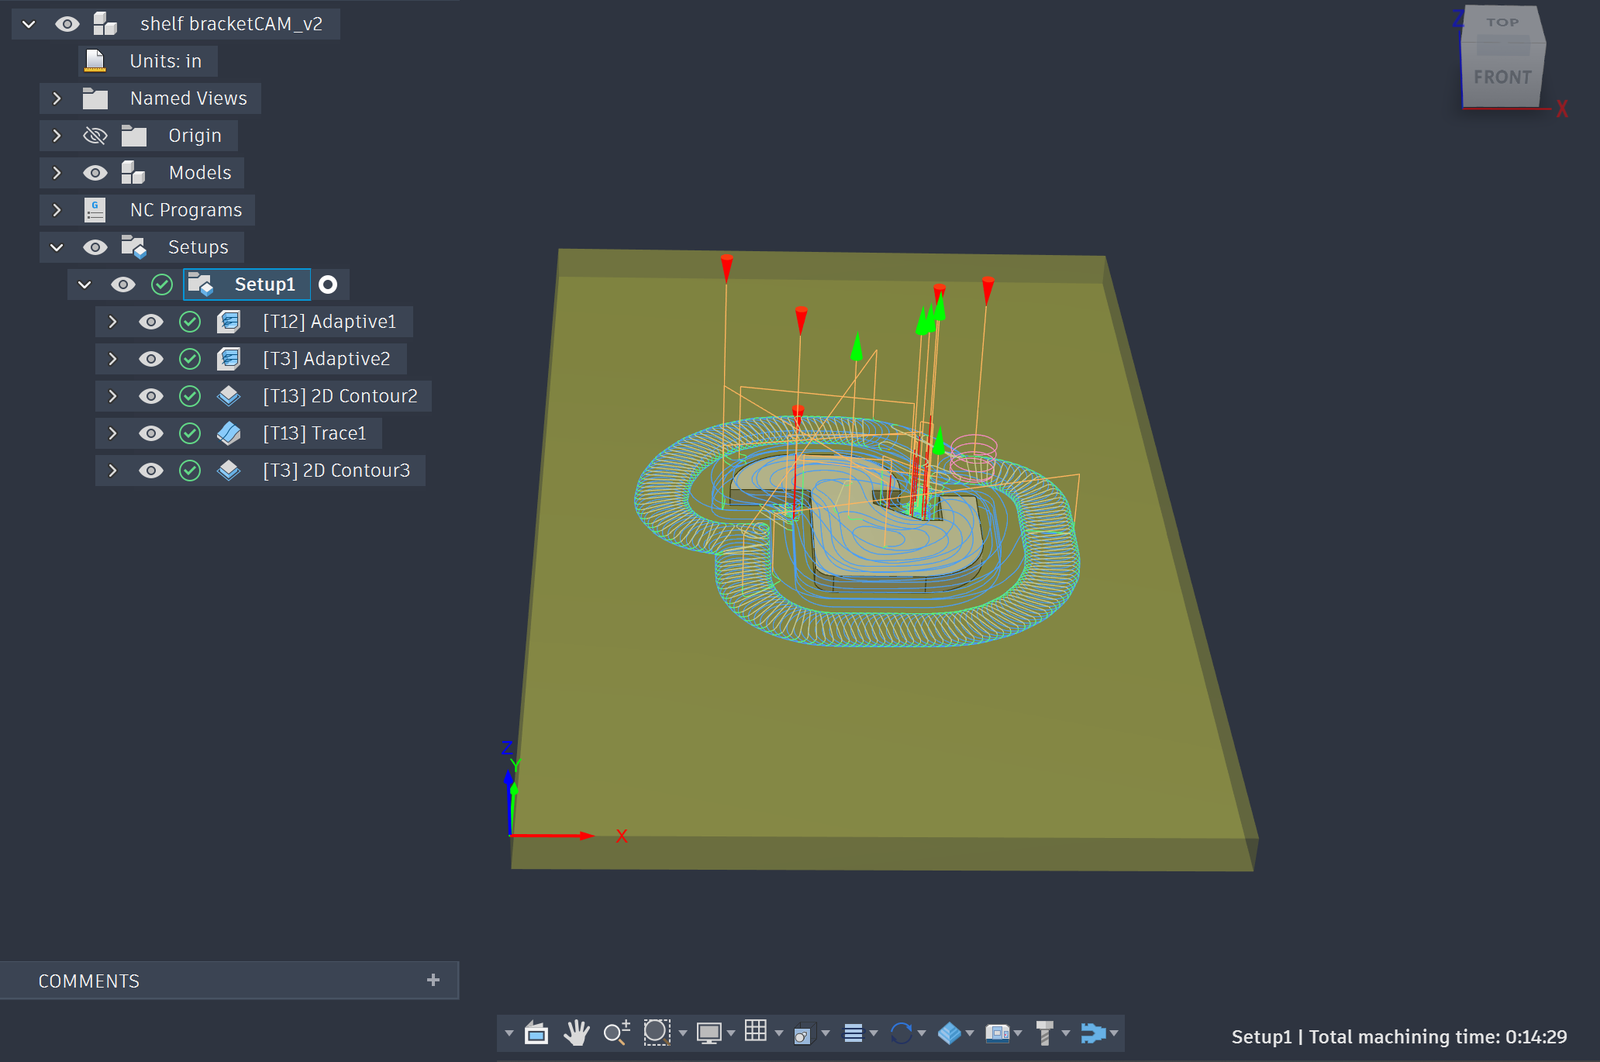 shelf bracketCAM_v2
Units: in
Named Views
Origin
Models
G
NC Programs
Setups
Setup1
[T12] Adaptive1
[T3] Adaptive2
[T13] 2D Contour2
[T13] Trace1
[T3] 2D Contour3
Z
TOP
FRONT
X
Z
Y
X
COMMENTS
Setup1 | Total machining time: 0:14:29